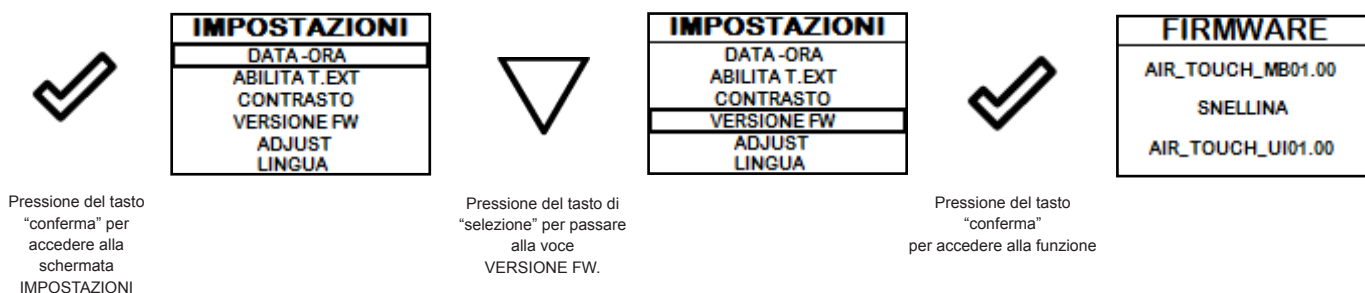 IMPOSTAZIONI
DATA-ORA
ABILITA T.EXT
CONTRASTO
VERSIONE FW
ADJUST
LINGUA
IMPOSTAZIONI
DATA-ORA
ABILITA T.EXT
CONTRASTO
VERSIONE FW
ADJUST
LINGUA
FIRMWARE
AIR_TOUCH_MB01.00
SNELLINA
AIR_TOUCH_UI01.00
Pressione del tasto
“conferma” per
accedere alla
schermata
IMPOSTAZIONI
Pressione del tasto di
“selezione” per passare
alla voce
VERSIONE FW.
Pressione del tasto
“conferma”
per accedere alla funzione